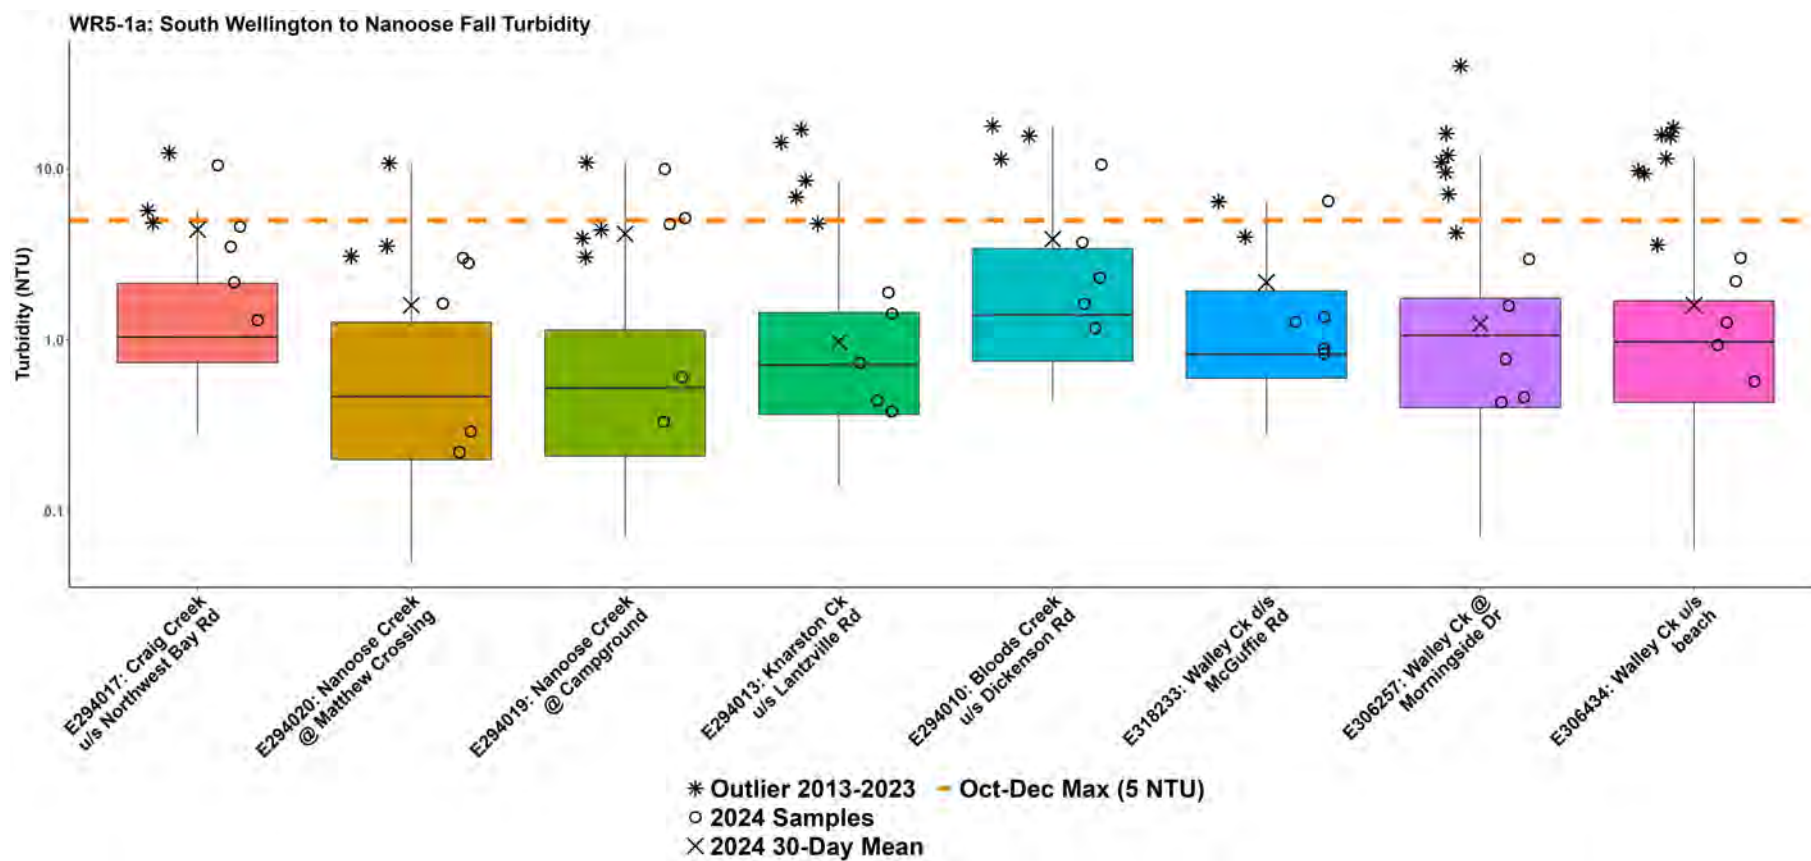 WR5-1a: South Wellington to Nanoose Fall Turbidity
Turbidity (NTU)
10.0
1.0
0.1
E294017: Craig Creek
u/s Northwest Bay Rd
E294020: Nanoose Creek
@ Matthew Crossing
E294019: Nanoose Creek
@ Campground
E294013: Knarston Ck
u/s Lantzville Rd
E294010: Bloods Creek
u/s Dickenson Rd
E318233: Walley Ck d/s
McGuffie Rd
E306257: Walley Ck @
Morningside Dr
E306434: Walley Ck u/s
beach
Outlier 2013-2023
Oct-Dec Max (5 NTU)
2024 Samples
2024 30-Day Mean